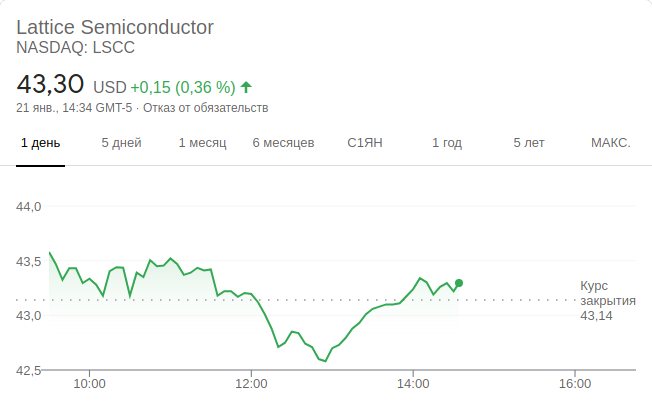 Lattice Semiconductor
NASDAQ: LSCC
43,30 USD +0,15 (0,36 %)
21 янв., 14:34 GMT-5 · Отказ от обязательств
1 день 5 дней 1 месяц 6 месяцев С1ЯН 1 год 5 лет МАКС.
44,0
43,5
43,0
42,5
Курс
закрытия
43,14
10:00 12:00 14:00 16:00